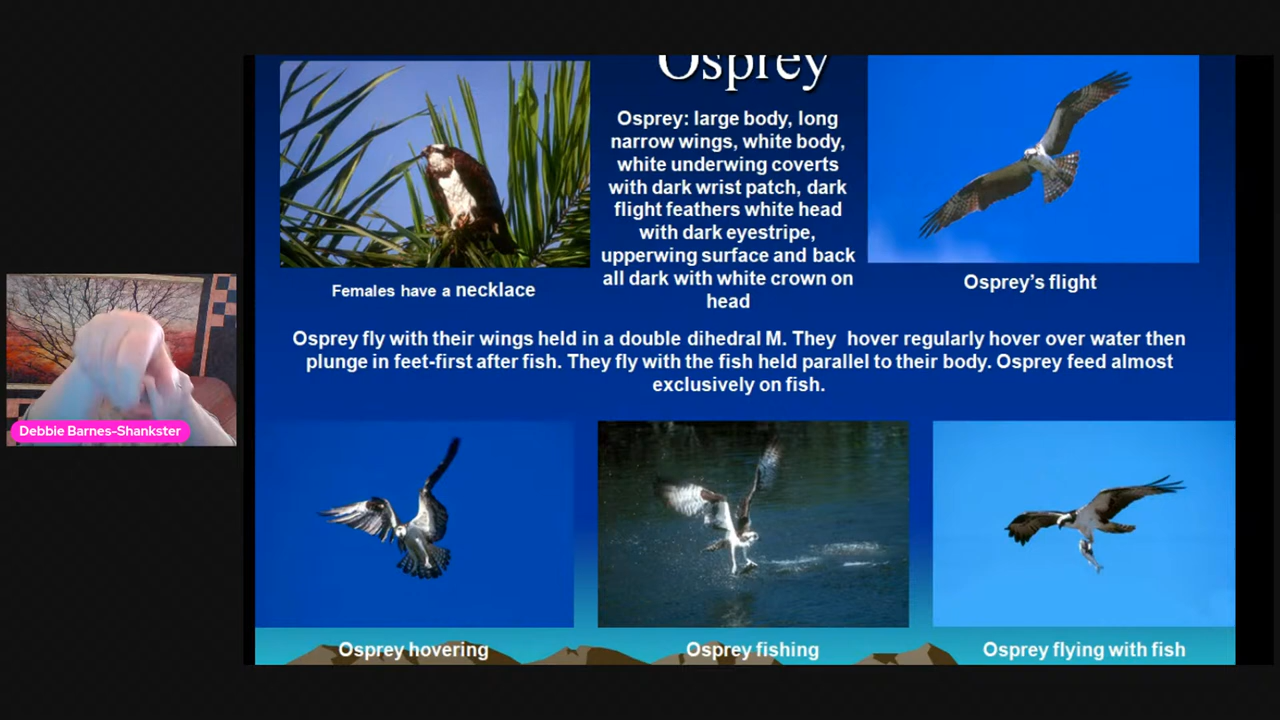 Osprey
Osprey: large body, long
narrow wings, white body,
white underwing coverts
with dark wrist patch, dark
flight feathers white head
with dark eyestripe,
upperwing surface and back
all dark with white crown on
head
Females have a necklace
Osprey's flight
Osprey fly with their wings held in a double dihedral M. They  hover regularly hover over water then
plunge in feet-first after fish. They fly with the fish held parallel to their body. Osprey feed almost
exclusively on fish.
Debbie Barnes-Shankster
Osprey hovering
Osprey fishing
Osprey flying with fish